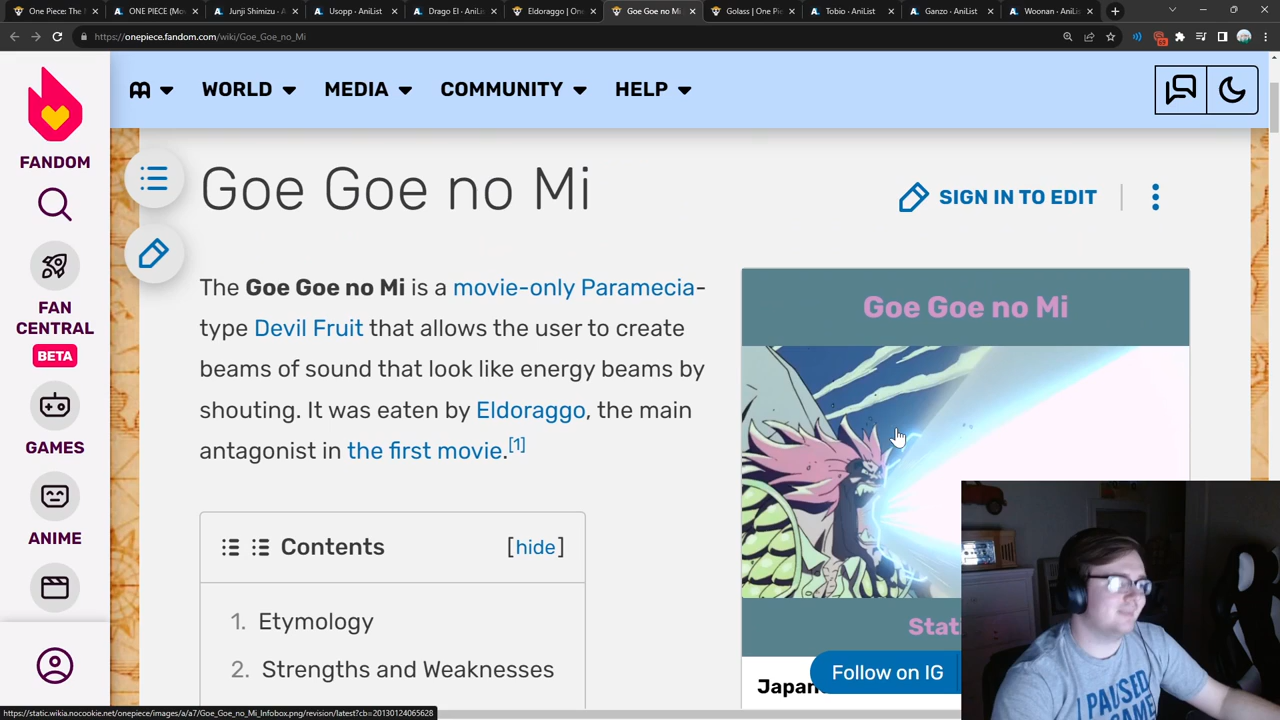 One Piece: The
ONE PIECE (Mov
Junji Shimizu · A
Usopp · AniList
Drago El · AniLi
Eldoraggo | One
Goe Goe no Mi
Golass | One Pi
Tobio · AniList
Ganzo · AniList
Woonan · AniLis
https://onepiece.fandom.com/wiki/Goe_Goe_no_Mi
WORLD
MEDIA
COMMUNITY
HELP
FANDOM
FAN
CENTRAL
BETA
GAMES
ANIME
Goe Goe no Mi
SIGN IN TO EDIT
The Goe Goe no Mi is a movie-only Paramecia-
type Devil Fruit that allows the user to create
beams of sound that look like energy beams by
shouting. It was eaten by Eldoraggo, the main
antagonist in the first movie.[1]
Contents [hide]
1. Etymology
2. Strengths and Weaknesses
Goe Goe no Mi
Stati
Japan
Follow on IG
I PAUSED
https://static.wikia.nocookie.net/onepiece/images/a/a7/Goe_Goe_no_Mi_Infobox.png/revision/latest?cb=20130124065628